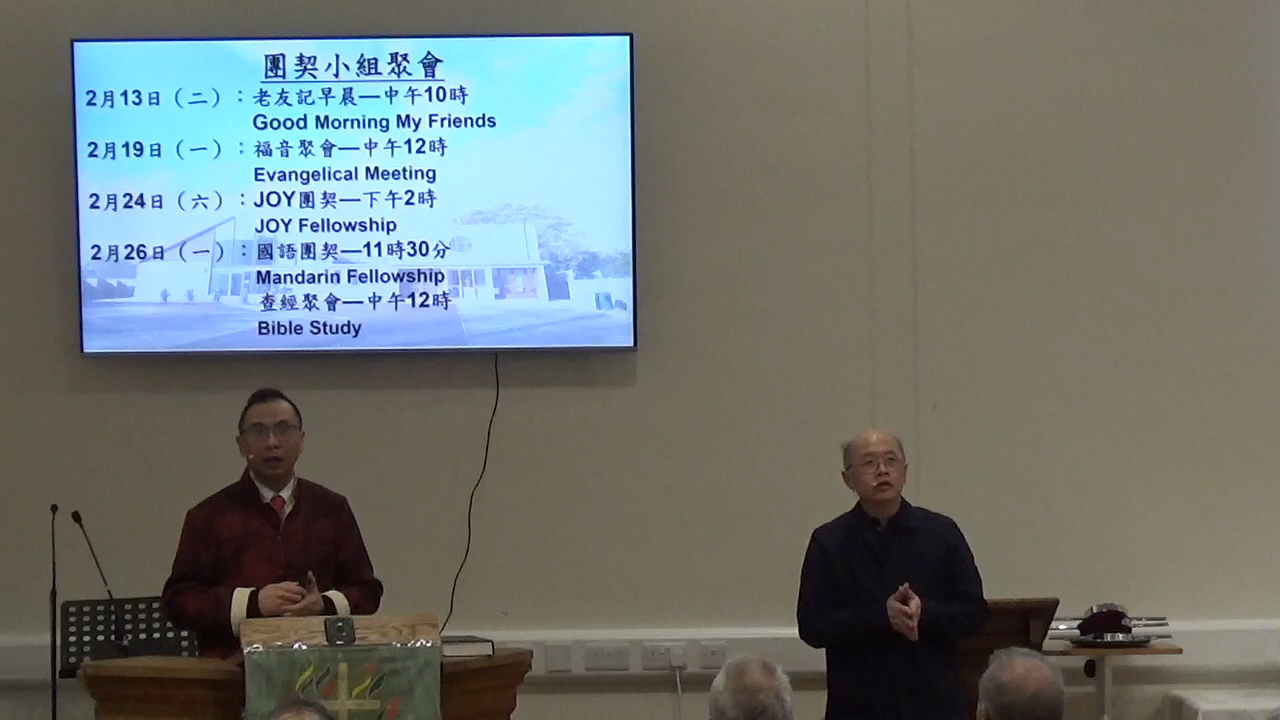 團契小組聚會
2月13日（二）：老友記早晨—中午10時
Good Morning My Friends
2月19日（一）：福音聚會—中午12時
Evangelical Meeting
2月24日（六）：JOY團契—下午2時
JOY Fellowship
2月26日（一）：國語團契—11時30分
Mandarin Fellowship
查經聚會—中午12時
Bible Study